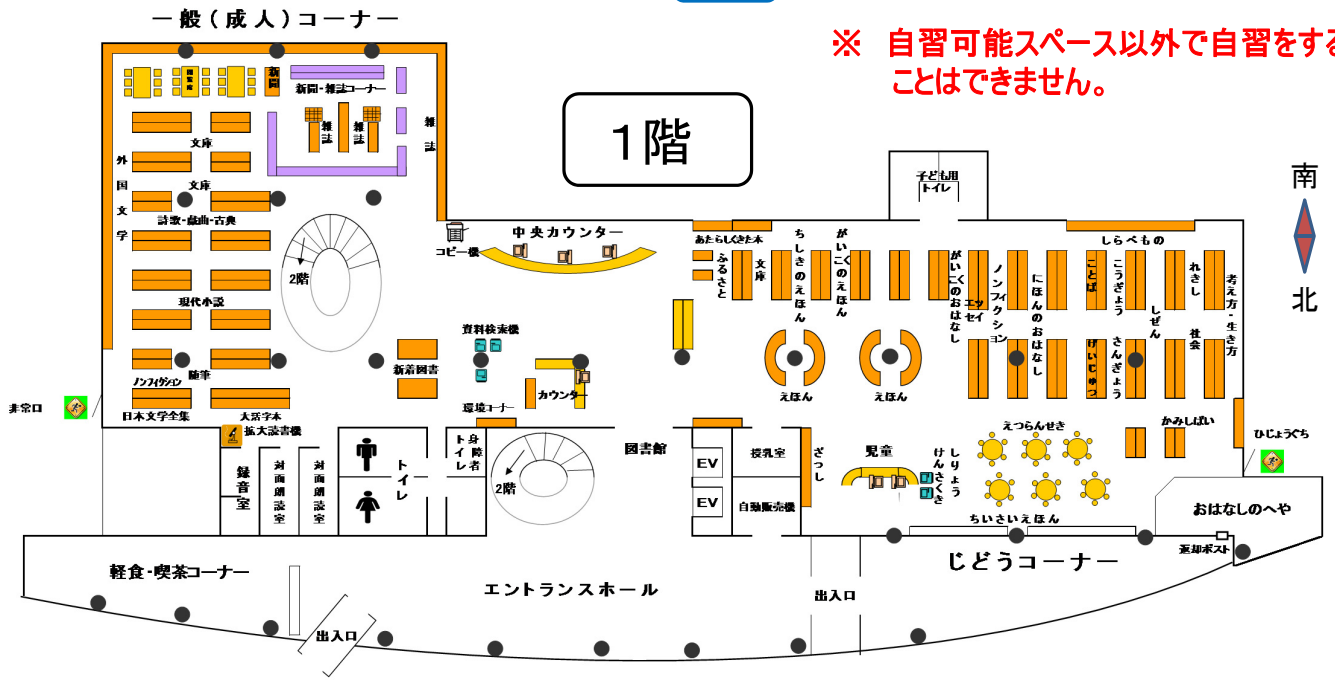 一般(成人)コーナー
※ 自習可能スペース以外で自習をする
ことはできません。
1階
南
北
閲覧席
新聞
新聞・雑誌コーナー
雑誌
雑誌
雑誌
文庫
外国文学
文庫
詩歌・戯曲・古典
2階
現代小説
随筆
ノンフィクション
日本文学全集
大活字本
非常口
拡大読書機
録音室
対面朗読室
対面朗読室
トイレ
身障者トイレ
コピー機
中央カウンター
資料検索機
新着図書
環境コーナー
カウンター
2階
図書館
EV
EV
授乳室
自動販売機
子ども用
トイレ
あたらしくきた本
ふるさと
文庫
ちしきのえほん
がいこくのえほん
がいこくのおはなし
エッセイ
ノンフィクション
にほんのおはなし
しらべもの
ことば
こうぎょう
しぜん
れきし
考え方・生き方
げいじゅつ
さんぎょう
社会
えほん
えほん
かみしばい
えつらんせき
ひじょうぐち
ざっし
児童
しりょう
けんさくき
ちいさいえほん
おはなしのへや
返却ポスト
じどうコーナー
軽食・喫茶コーナー
エントランスホール
出入口
出入口